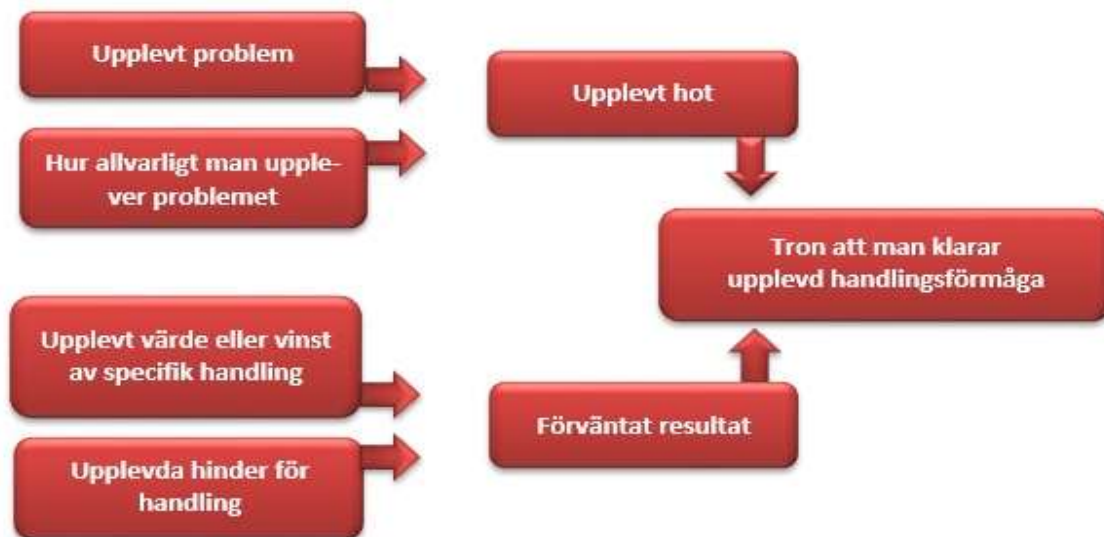 Upplevt problem
Hur allvarligt man upple-
ver problemet
Upplevt hot
Tron att man klarar
upplevd handlingsförmåga
Upplevt värde eller vinst
av specifik handling
Upplevda hinder för
handling
Förväntat resultat